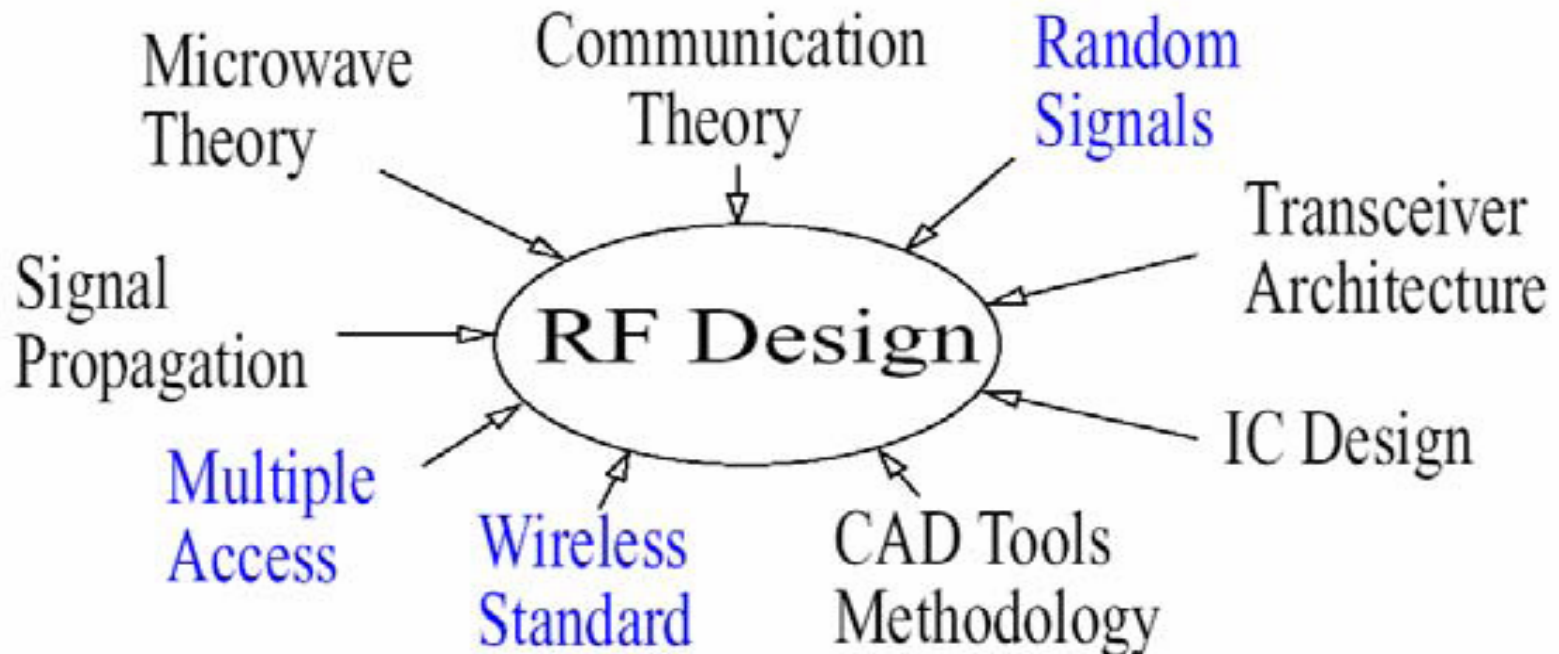 Microwave
Theory
Communication
Theory
Random
Signals
Transceiver
Architecture
Signal
Propagation
RF Design
IC Design
Multiple
Access
Wireless
Standard
CAD Tools
Methodology